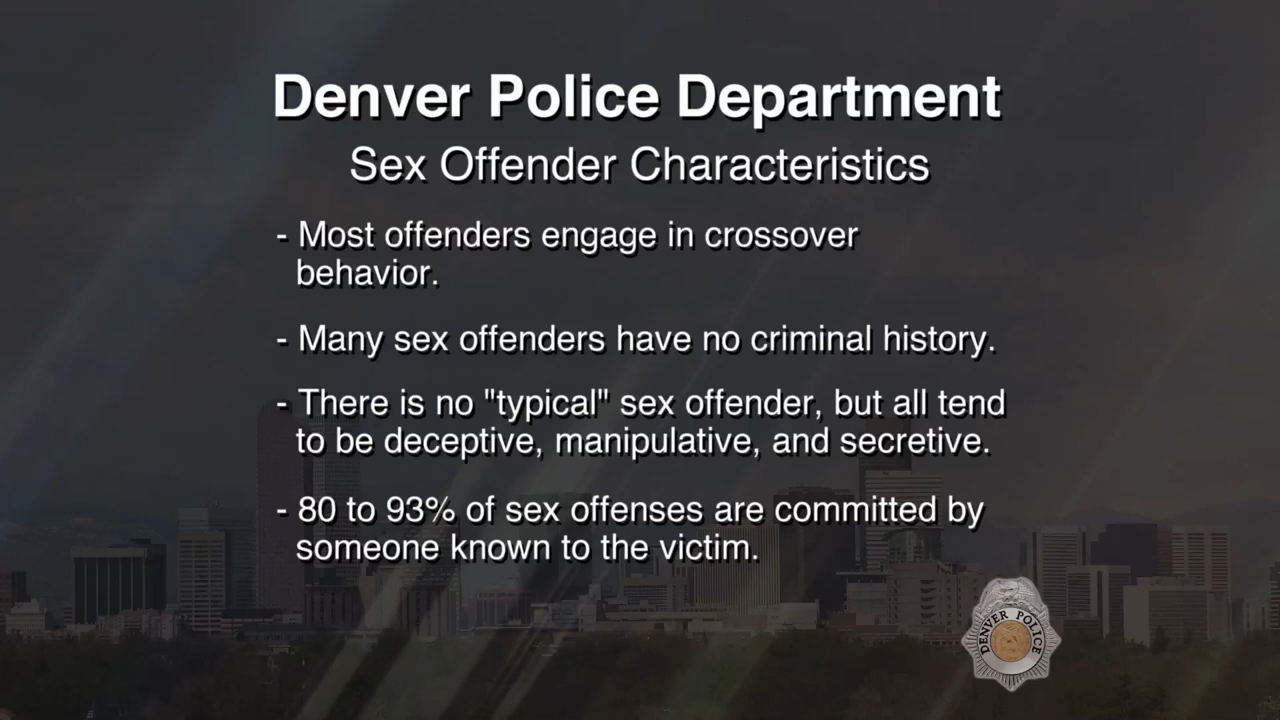 Denver Police Department
Sex Offender Characteristics
- Most offenders engage in crossover
behavior.
- Many sex offenders have no criminal history.
- There is no "typical" sex offender, but all tend
to be deceptive, manipulative, and secretive.
- 80 to 93% of sex offenses are committed by
someone known to the victim.
DENVER POLICE